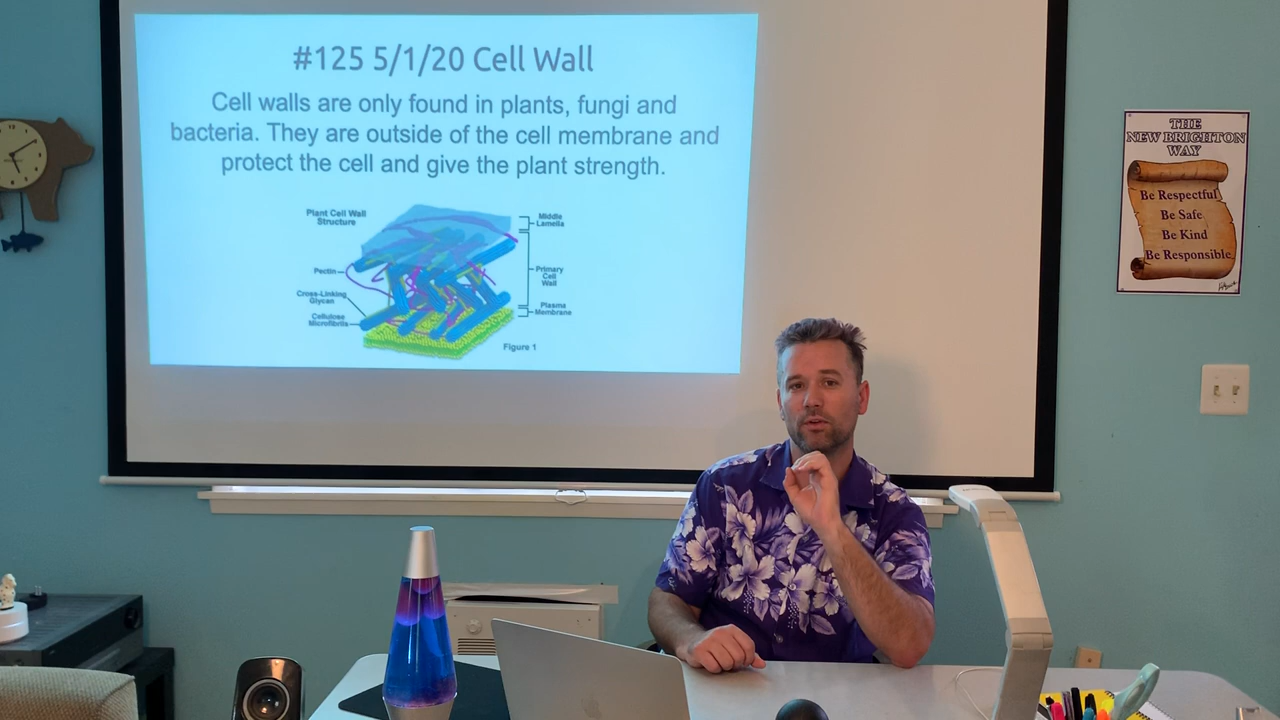 #125 5/1/20 Cell Wall
Cell walls are only found in plants, fungi and
bacteria. They are outside of the cell membrane and
protect the cell and give the plant strength.
Plant Cell Wall
Structure
Middle
Lamella
Pectin
Primary
Cell
Wall
Cross-Linking
Glycan
Cellulose
Microfibrils
Plasma
Membrane
Figure 1
THE
NEW BRIGHTON
WAY
Be Respectful
Be Safe
Be Kind
Be Responsible